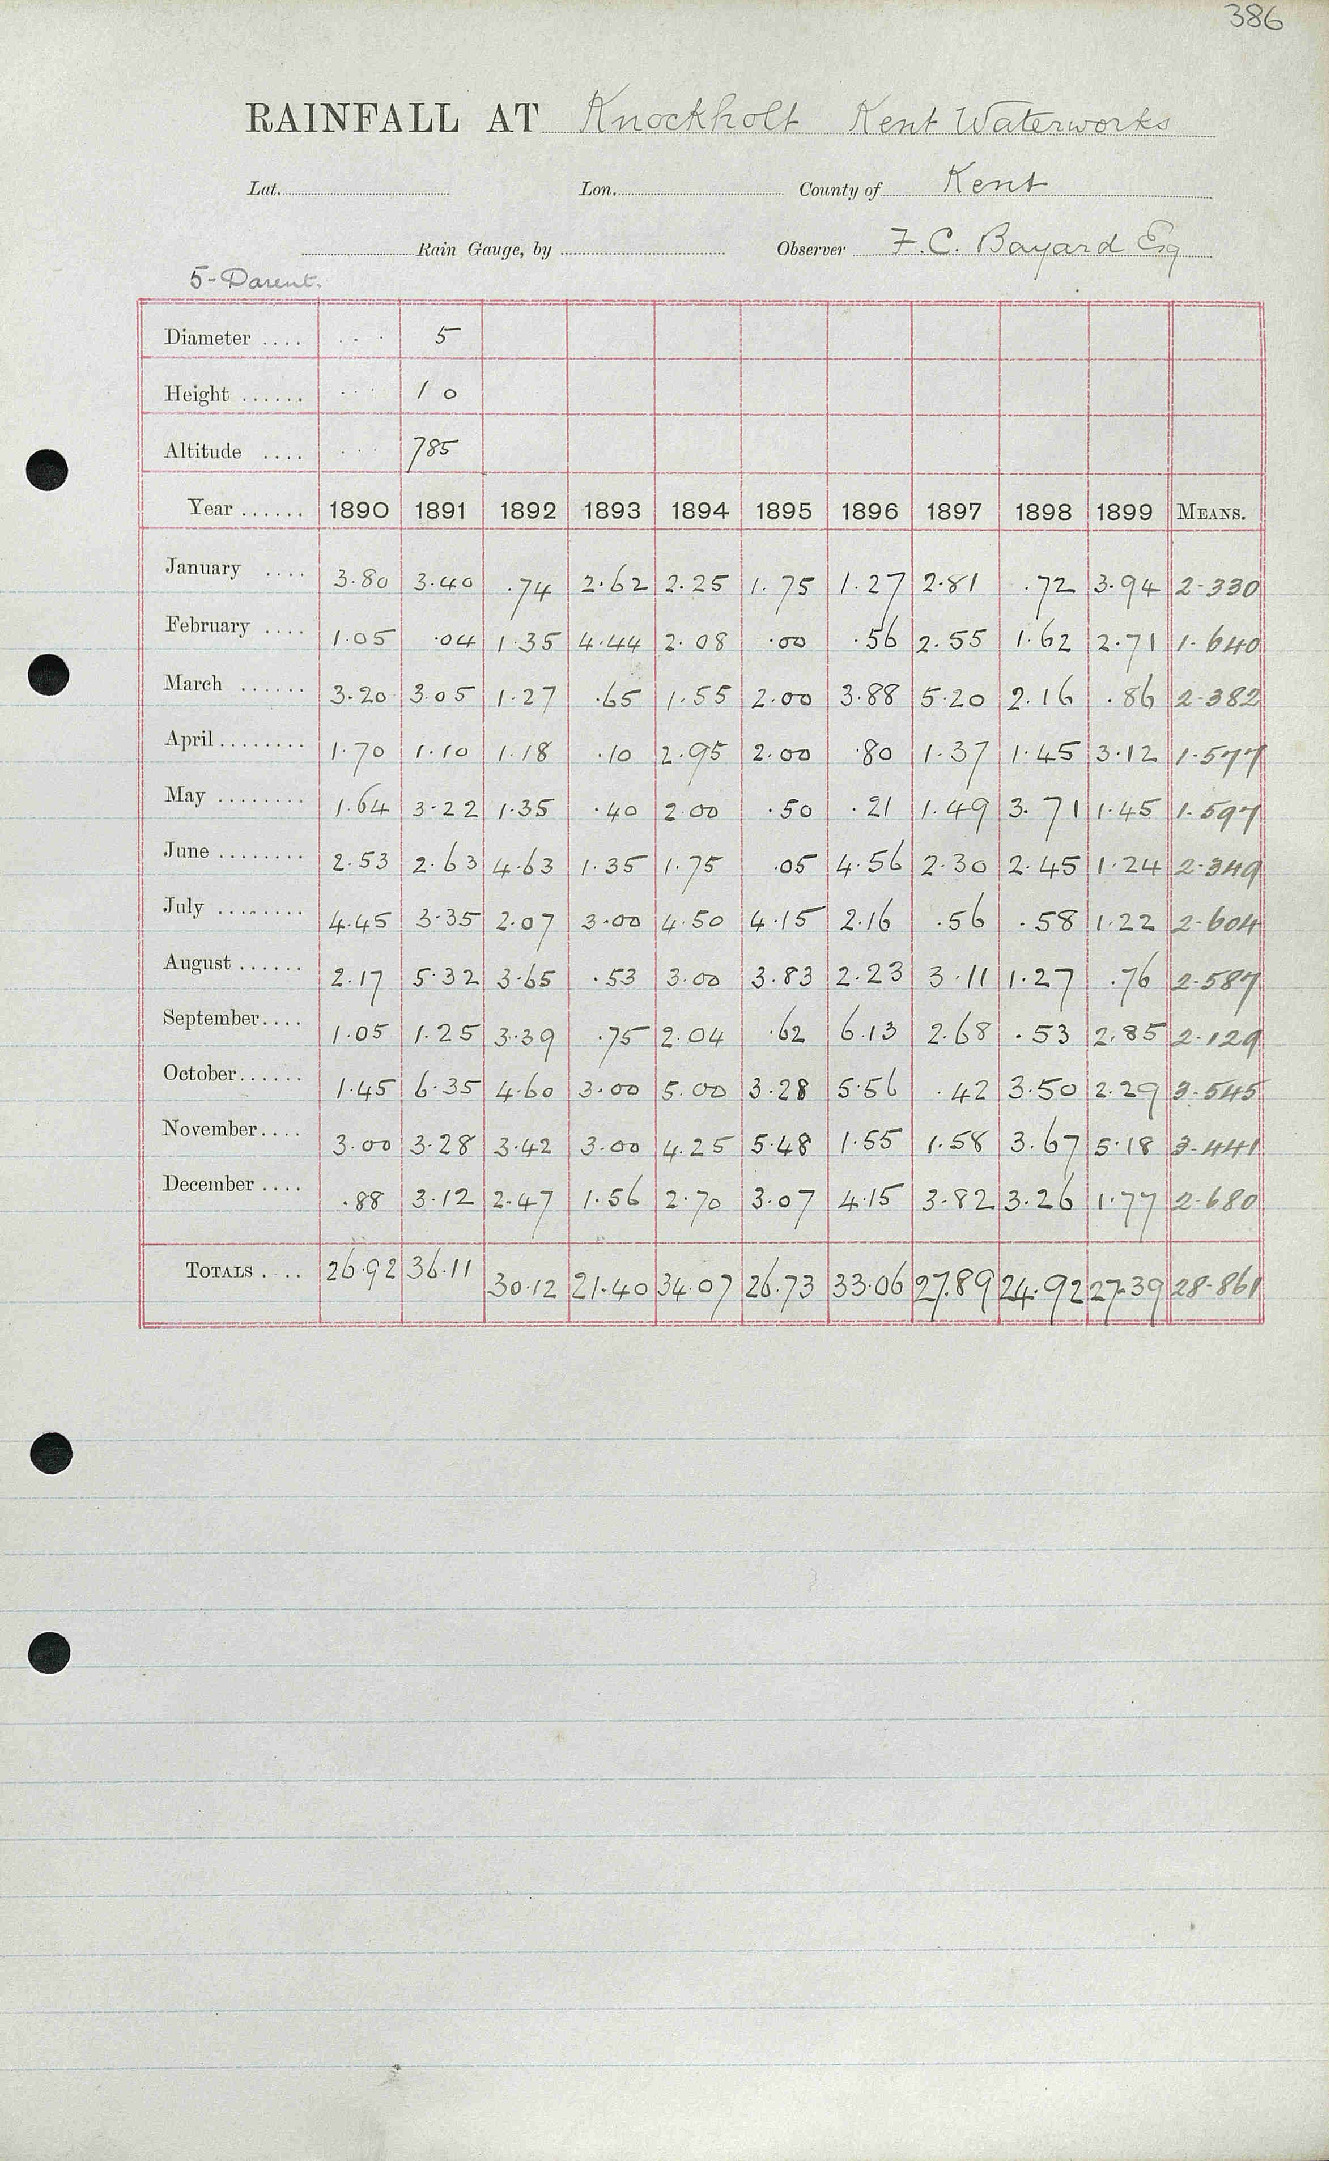 386
RAINFALL AT Knockholt Kent Waterworks
Lat. Lon. County of Kent
Rain Gauge, by Observer F. C. Bayard Esq
5-Parent.
Diameter .... . . . 5
Height ...... . . . 1 0
Altitude .... . . . 785
Year ...... 1890 1891 1892 1893 1894 1895 1896 1897 1898 1899 MEANS.
January .... 3.80 3.40 .74 2.62 2.25 1.75 1.27 2.81 .72 3.94 2.330
February .... 1.05 .04 1.35 4.44 2.08 .00 .56 2.55 1.62 2.71 1.640
March ...... 3.20 3.05 1.27 .65 1.55 2.00 3.88 5.20 2.16 .86 2.382
April ........ 1.70 1.10 1.18 .10 2.95 2.00 .80 1.37 1.45 3.12 1.577
May ........ 1.64 3.22 1.35 .40 2.00 .50 .21 1.49 3.71 1.45 1.597
June ........ 2.53 2.63 4.63 1.35 1.75 .05 4.56 2.30 2.45 1.24 2.349
July ........ 4.45 3.35 2.07 3.00 4.50 4.15 2.16 .56 .58 1.22 2.604
August ...... 2.17 5.32 3.65 .53 3.00 3.83 2.23 3.11 1.27 .76 2.587
September .... 1.05 1.25 3.39 .75 2.04 .62 6.13 2.68 .53 2.85 2.129
October ...... 1.45 6.35 4.60 3.00 5.00 3.28 5.56 .42 3.50 2.29 3.545
November .... 3.00 3.28 3.42 3.00 4.25 5.48 1.55 1.58 3.67 5.18 3.441
December .... .88 3.12 2.47 1.56 2.70 3.07 4.15 3.82 3.26 1.77 2.680
TOTALS .... 26.92 36.11 30.12 21.40 34.07 26.73 33.06 27.89 24.92 27.39 28.861